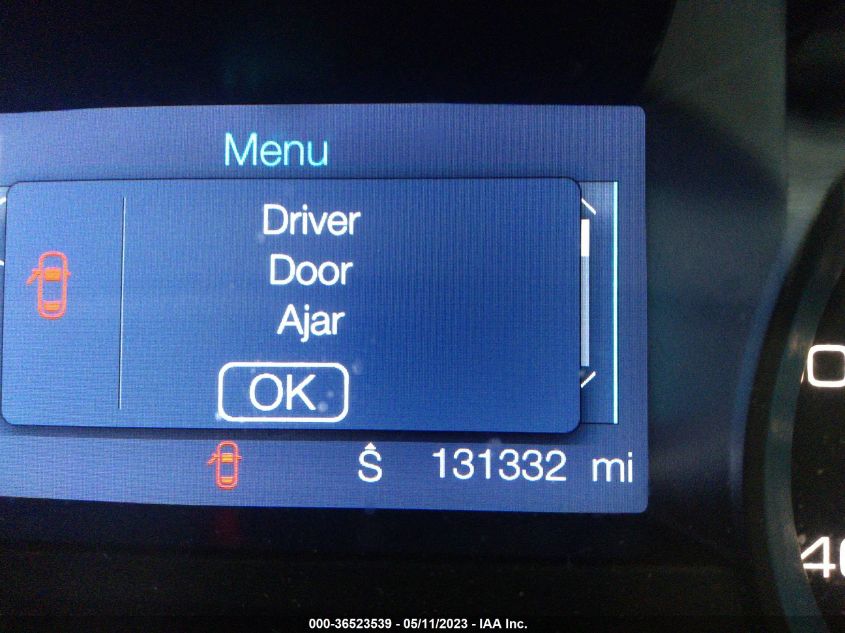 Menu
Driver
Door
Ajar
OK
S 131332 mi
000-36523539 - 05/11/2023 - IAA Inc.